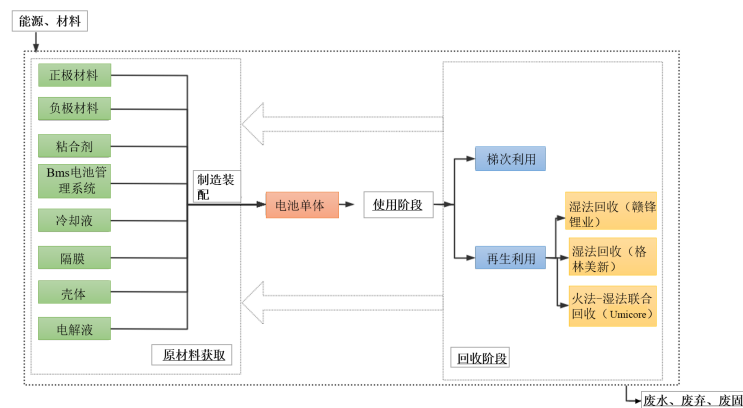 能源、材料
正极材料
负极材料
粘合剂
Bms电池管
理系统
冷却液
隔膜
壳体
电解液
原材料获取
制造装
配
电池单体
使用阶段
梯次利用
再生利用
湿法回收（赣锋
锂业）
湿法回收（格
林美新）
火法-湿法联合
回收（Umicore）
回收阶段
废水、废弃、废固